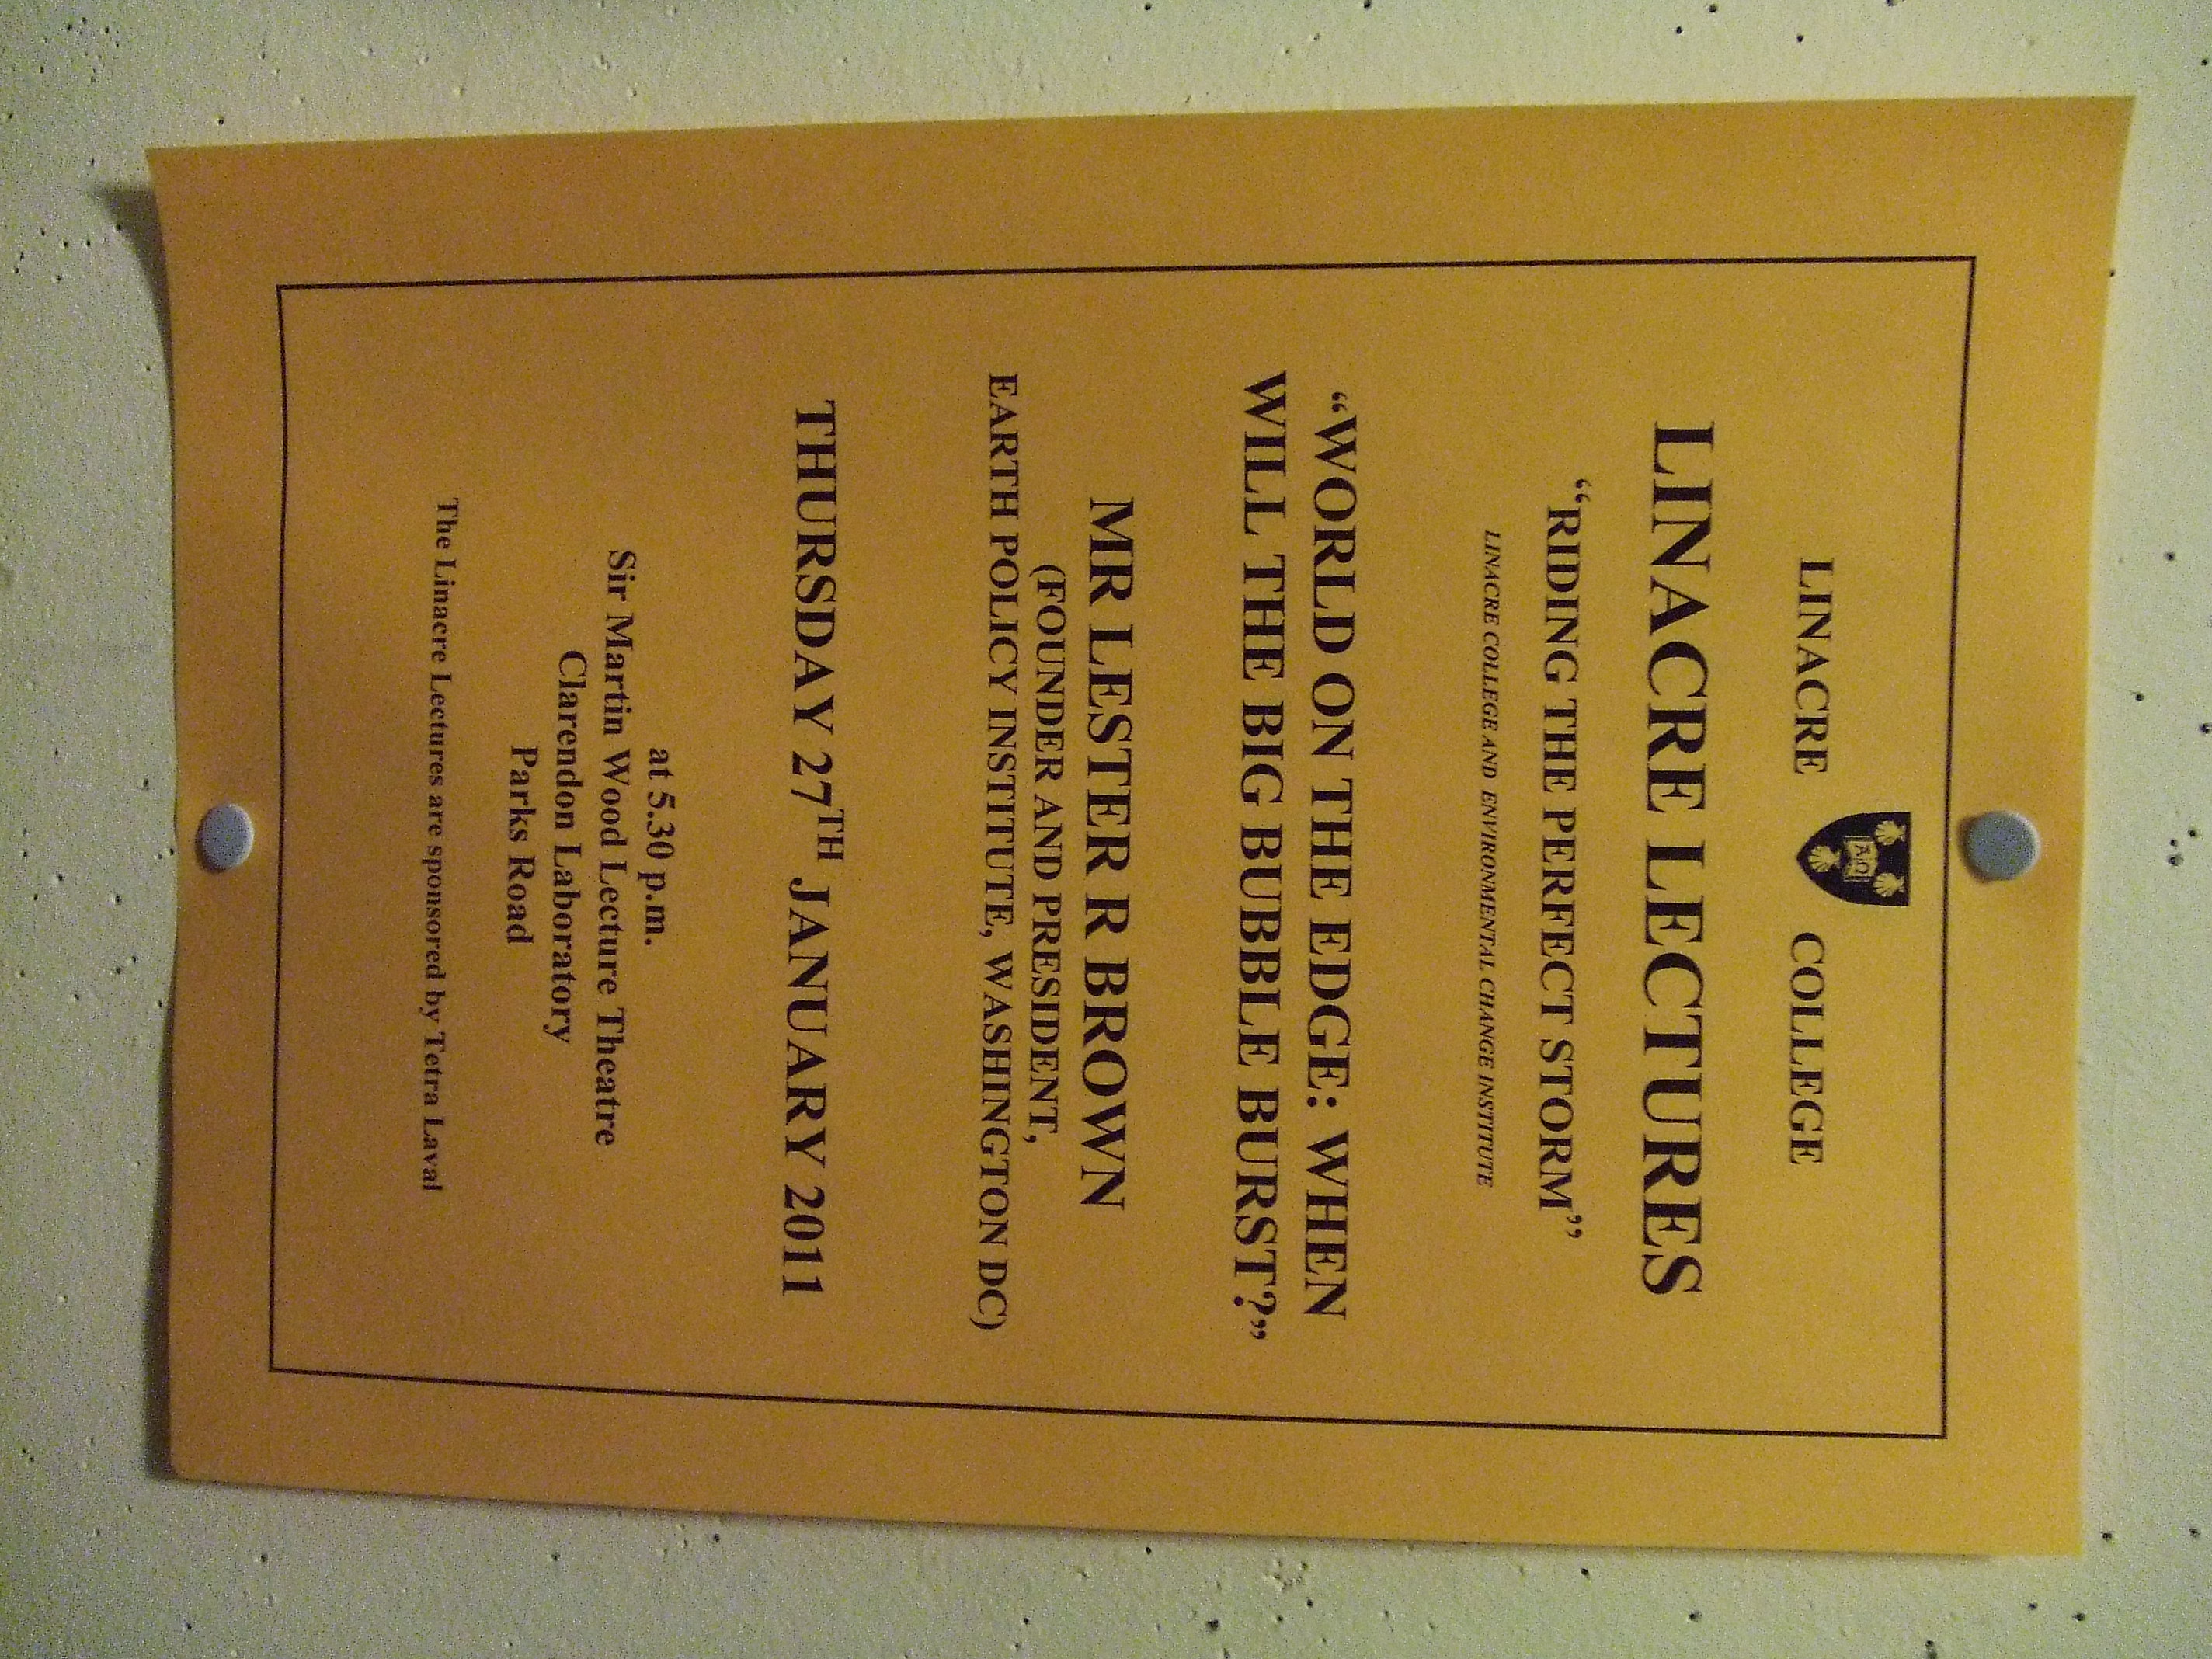 LINACRE COLLEGE
ΑΩ
LINACRE LECTURES
“RIDING THE PERFECT STORM”
LINACRE COLLEGE AND ENVIRONMENTAL CHANGE INSTITUTE
“WORLD ON THE EDGE: WHEN
WILL THE BIG BUBBLE BURST?”
MR LESTER R BROWN
(FOUNDER AND PRESIDENT,
EARTH POLICY INSTITUTE, WASHINGTON DC)
THURSDAY 27TH JANUARY 2011
at 5.30 p.m.
Sir Martin Wood Lecture Theatre
Clarendon Laboratory
Parks Road
The Linacre Lectures are sponsored by Tetra Laval